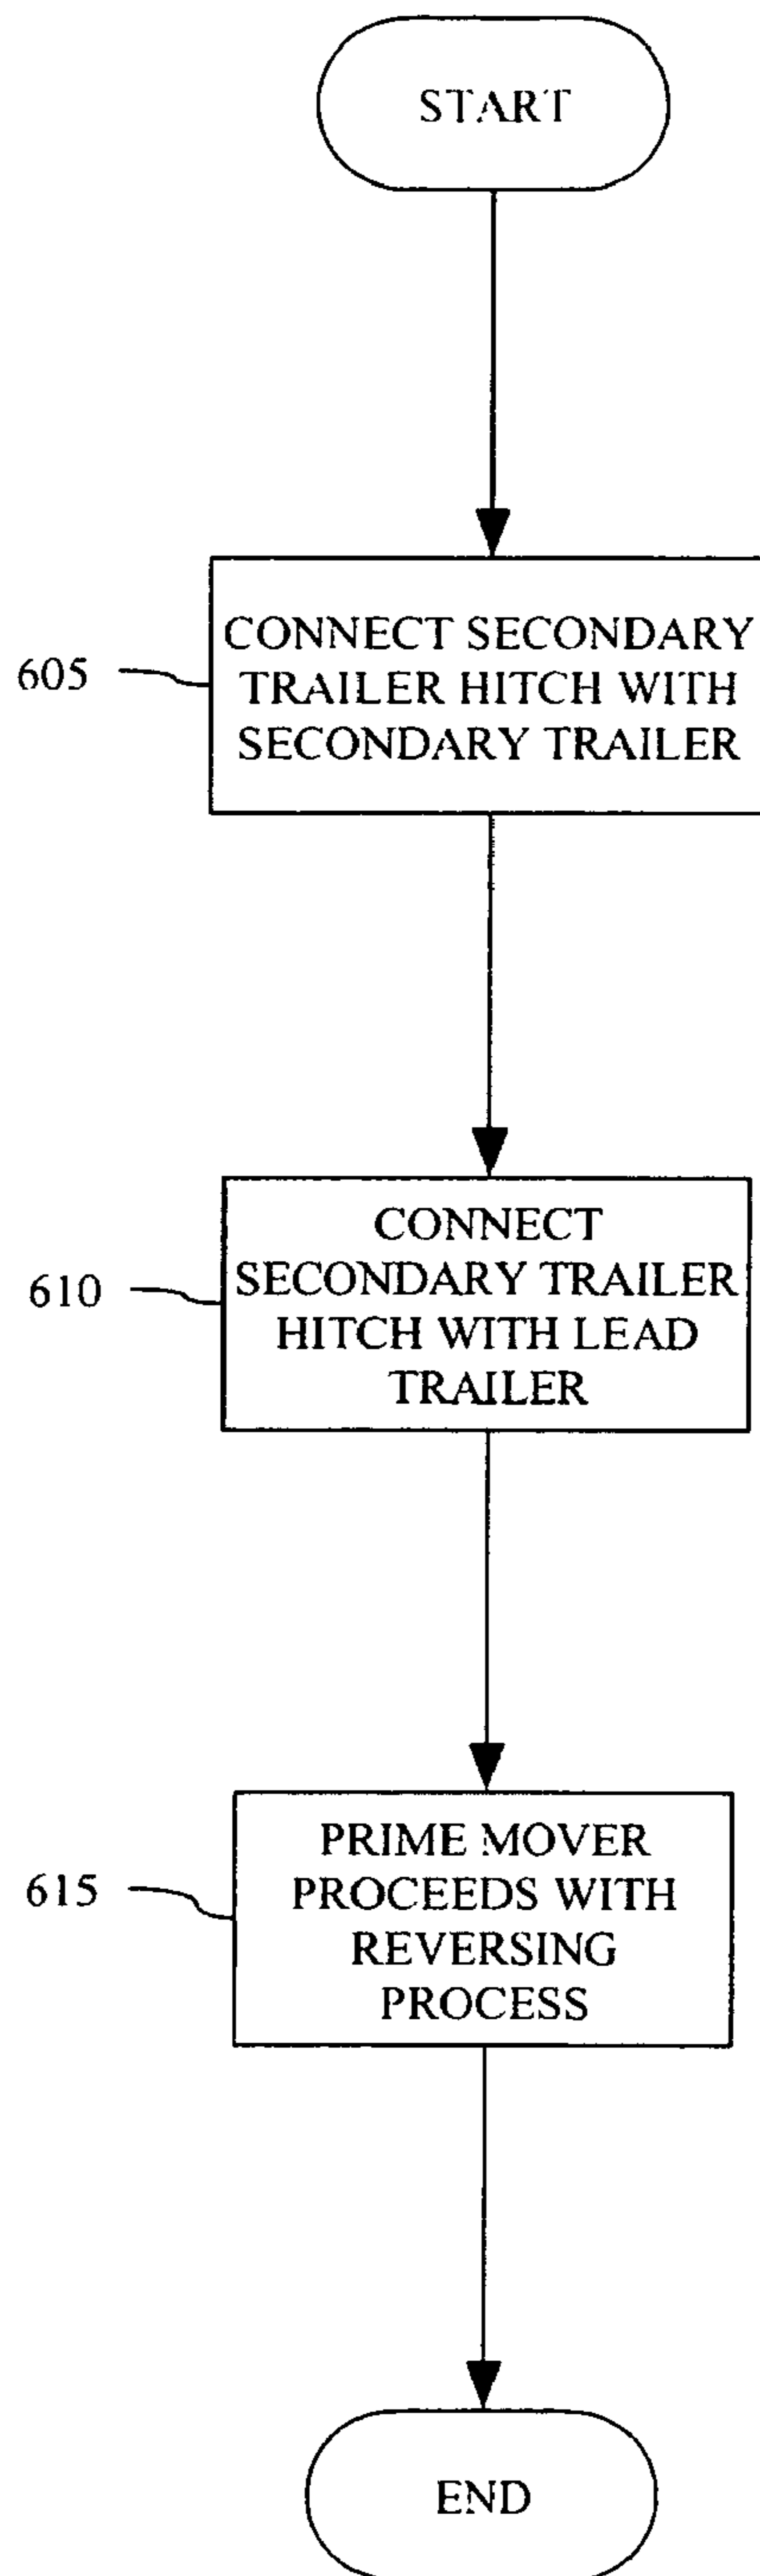 START
605
CONNECT SECONDARY
TRAILER HITCH WITH
SECONDARY TRAILER
610
CONNECT
SECONDARY TRAILER
HITCH WITH LEAD
TRAILER
615
PRIME MOVER
PROCEEDS WITH
REVERSING
PROCESS
END